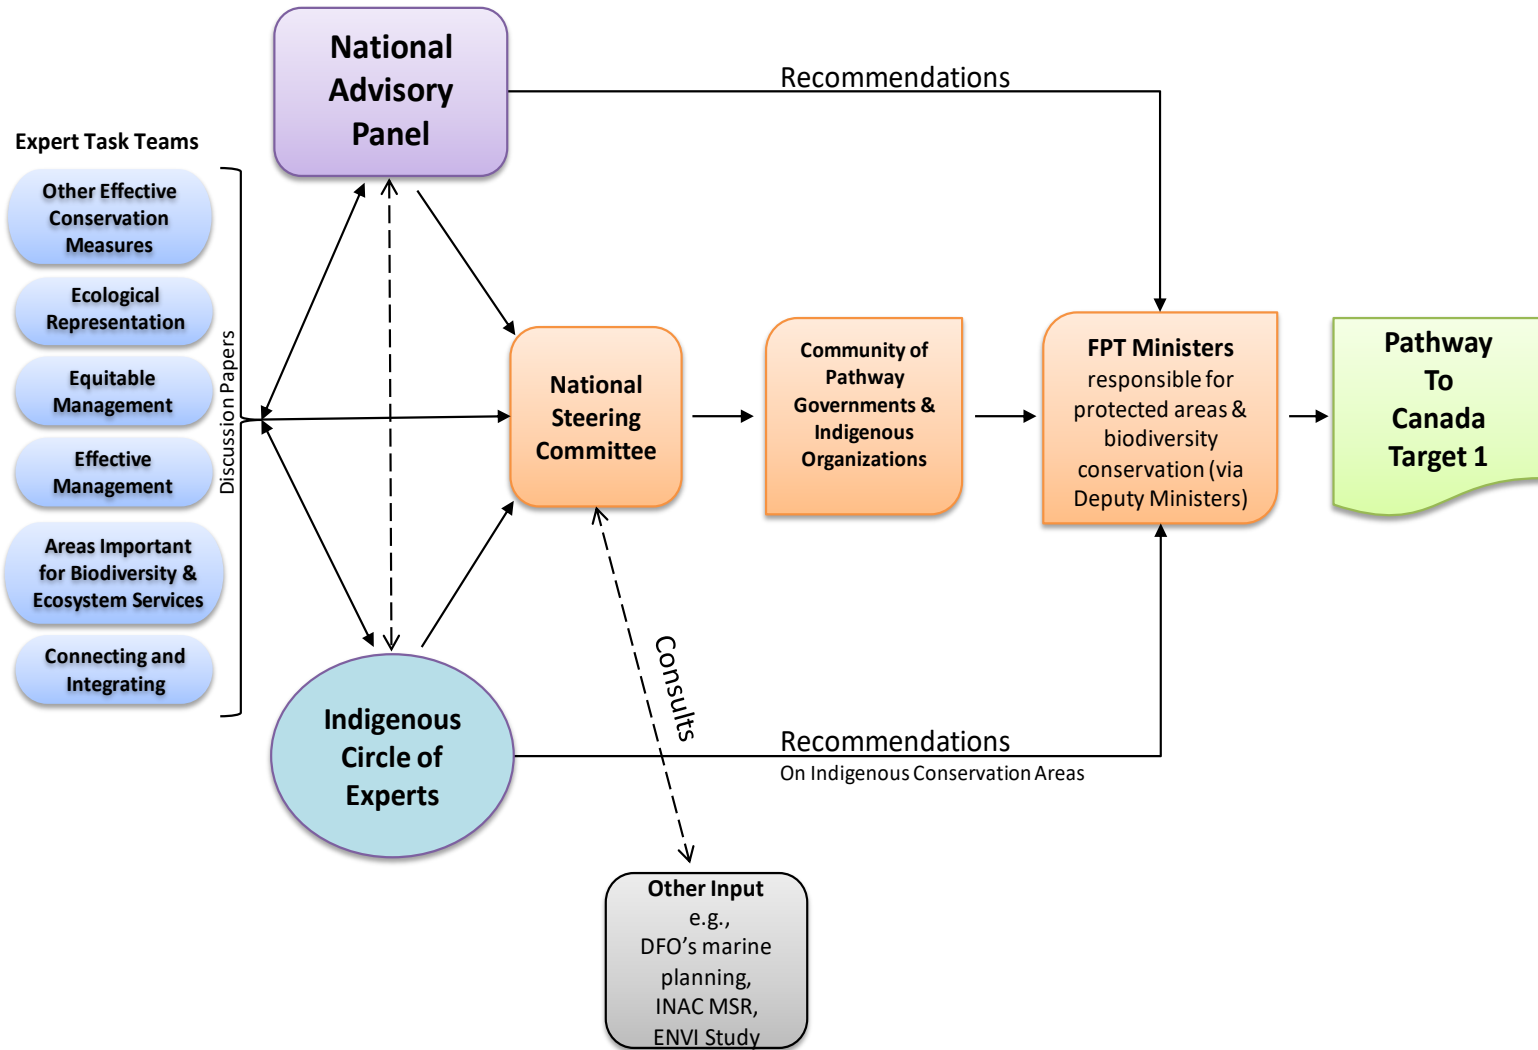 National
Advisory
Panel
Recommendations
Expert Task Teams
Other Effective
Conservation
Measures
Ecological
Representation
Equitable
Management
Effective
Management
Areas Important
for Biodiversity &
Ecosystem Services
Connecting and
Integrating
Discussion Papers
National
Steering
Committee
Community of
Pathway
Governments &
Indigenous
Organizations
FPT Ministers
responsible for
protected areas &
biodiversity
conservation (via
Deputy Ministers)
Pathway
To
Canada
Target 1
Indigenous
Circle of
Experts
Consults
Recommendations
On Indigenous Conservation Areas
Other Input
e.g.,
DFO’s marine
planning,
INAC MSR,
ENVI Study